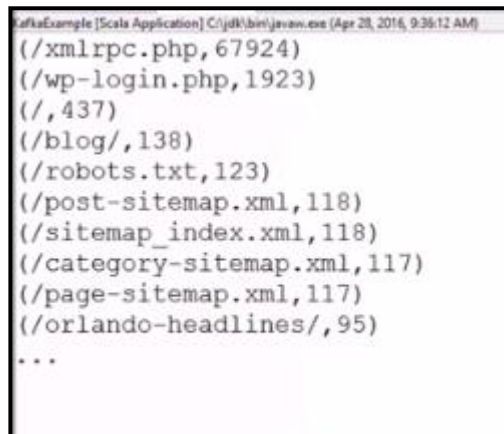 KafkaExample [Scala Application] C:\jdk\bin\javaw.exe (Apr 28, 2016, 9:36:12 AM)
(/xmlrpc.php,67924)
(/wp-login.php,1923)
(/,437)
(/blog/,138)
(/robots.txt,123)
(/post-sitemap.xml,118)
(/sitemap_index.xml,118)
(/category-sitemap.xml,117)
(/page-sitemap.xml,117)
(/orlando-headlines/,95)
...